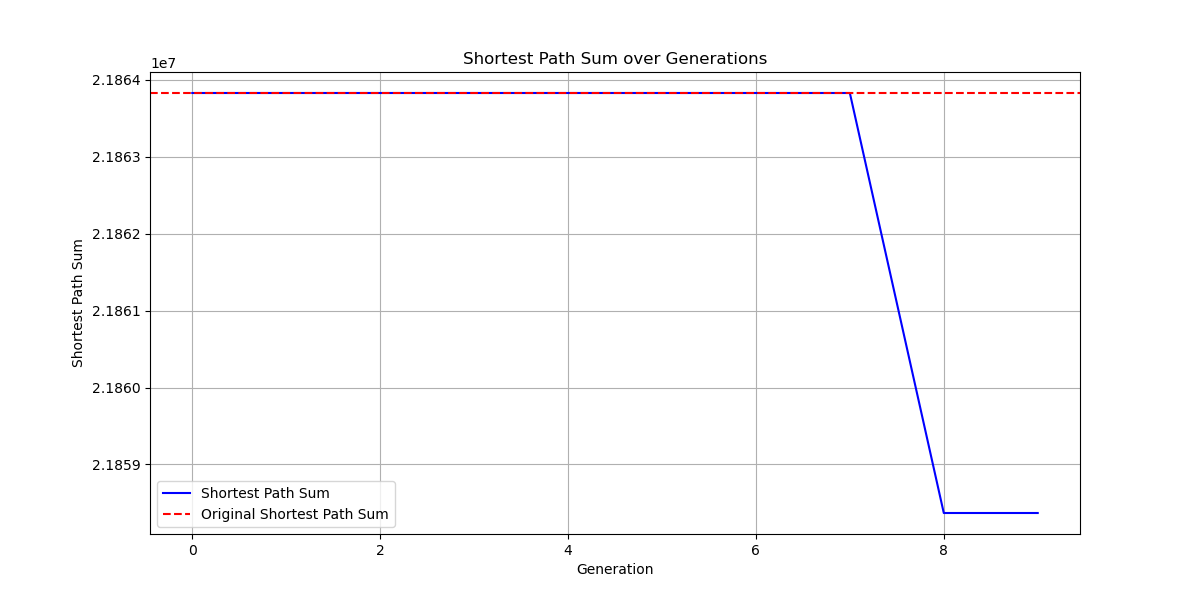 Shortest Path Sum over Generations
1e7
2.1864
2.1863
2.1862
2.1861
2.1860
2.1859
Shortest Path Sum
Shortest Path Sum
Original Shortest Path Sum
0 2 4 6 8
Generation